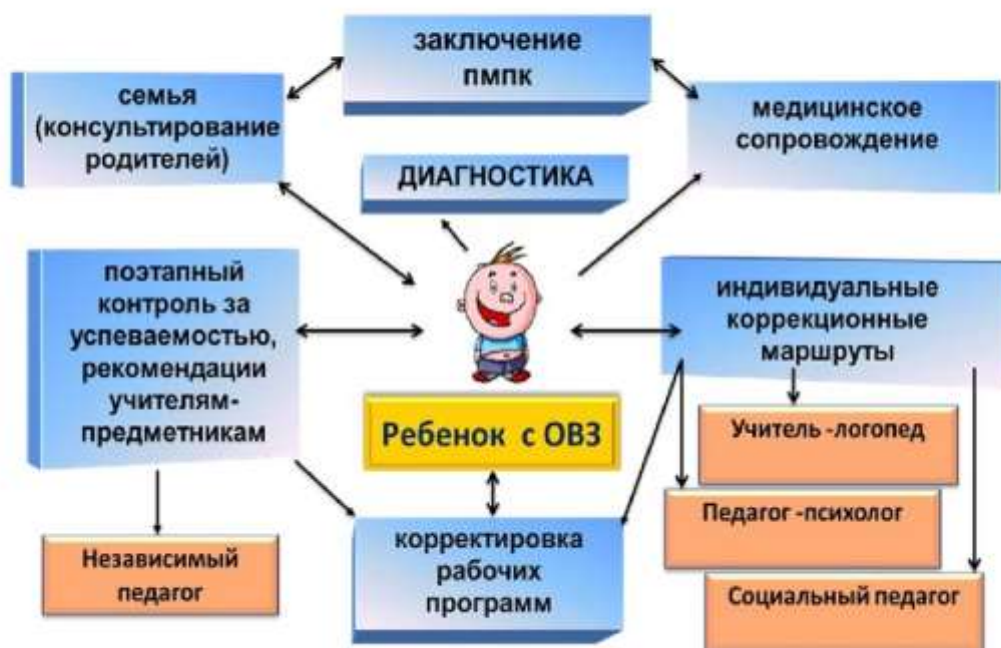 заключение
пмпк
семья
(консультирование
родителей)
медицинское
сопровождение
ДИАГНОСТИКА
поэтапный
контроль за
успеваемостью,
рекомендации
учителям-
предметникам
индивидуальные
коррекционные
маршруты
Ребенок с ОВЗ
Учитель -логопед
Педагог -психолог
Социальный педагог
Независимый
педагог
корректировка
рабочих
программ